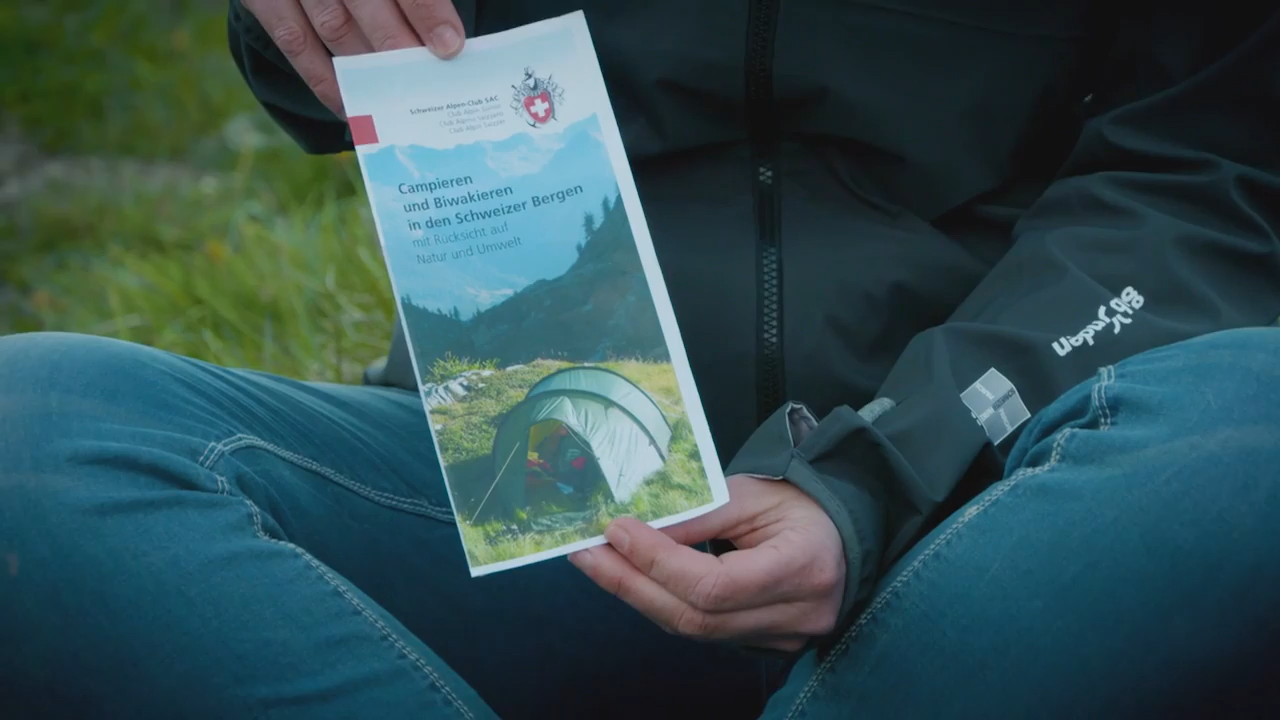 Schweizer Alpen-Club SAC
Club Alpin Suisse
Club Alpino Svizzero
Club Alpin Svizzer
Campieren
und Biwakieren
in den Schweizer Bergen
mit Rücksicht auf
Natur und Umwelt